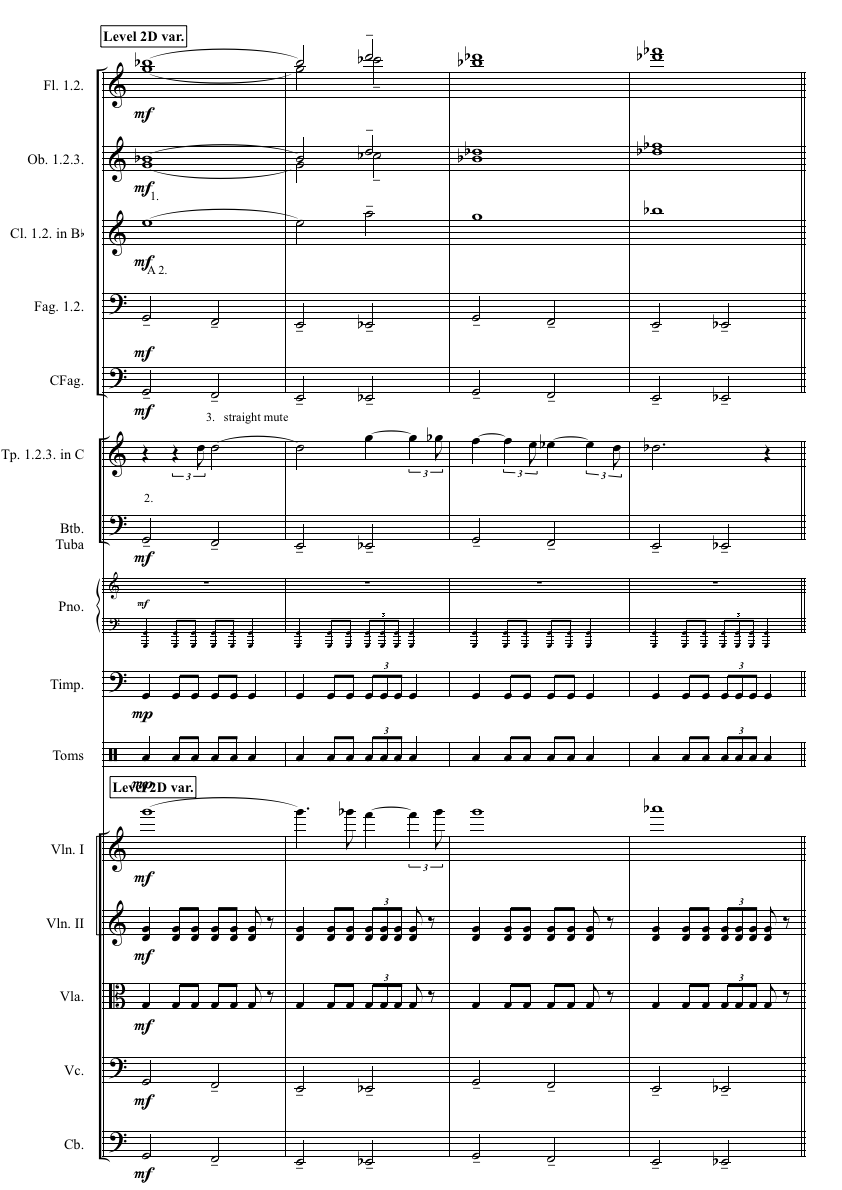 Level 2D var.
Fl. 1.2.
mf
Ob. 1.2.3.
mf
1.
Cl. 1.2. in B♭
mf
A 2.
Fag. 1.2.
mf
CFag.
mf
3. straight mute
Tp. 1.2.3. in C
3
3
3
3
2.
Btb.
Tuba
mf
Pno.
mf
3
3
Timp.
3
3
mp
Toms
3
3
mp
Level 2D var.
Vln. I
3
mf
Vln. II
3
3
mf
Vla.
3
3
mf
Vc.
mf
Cb.
mf